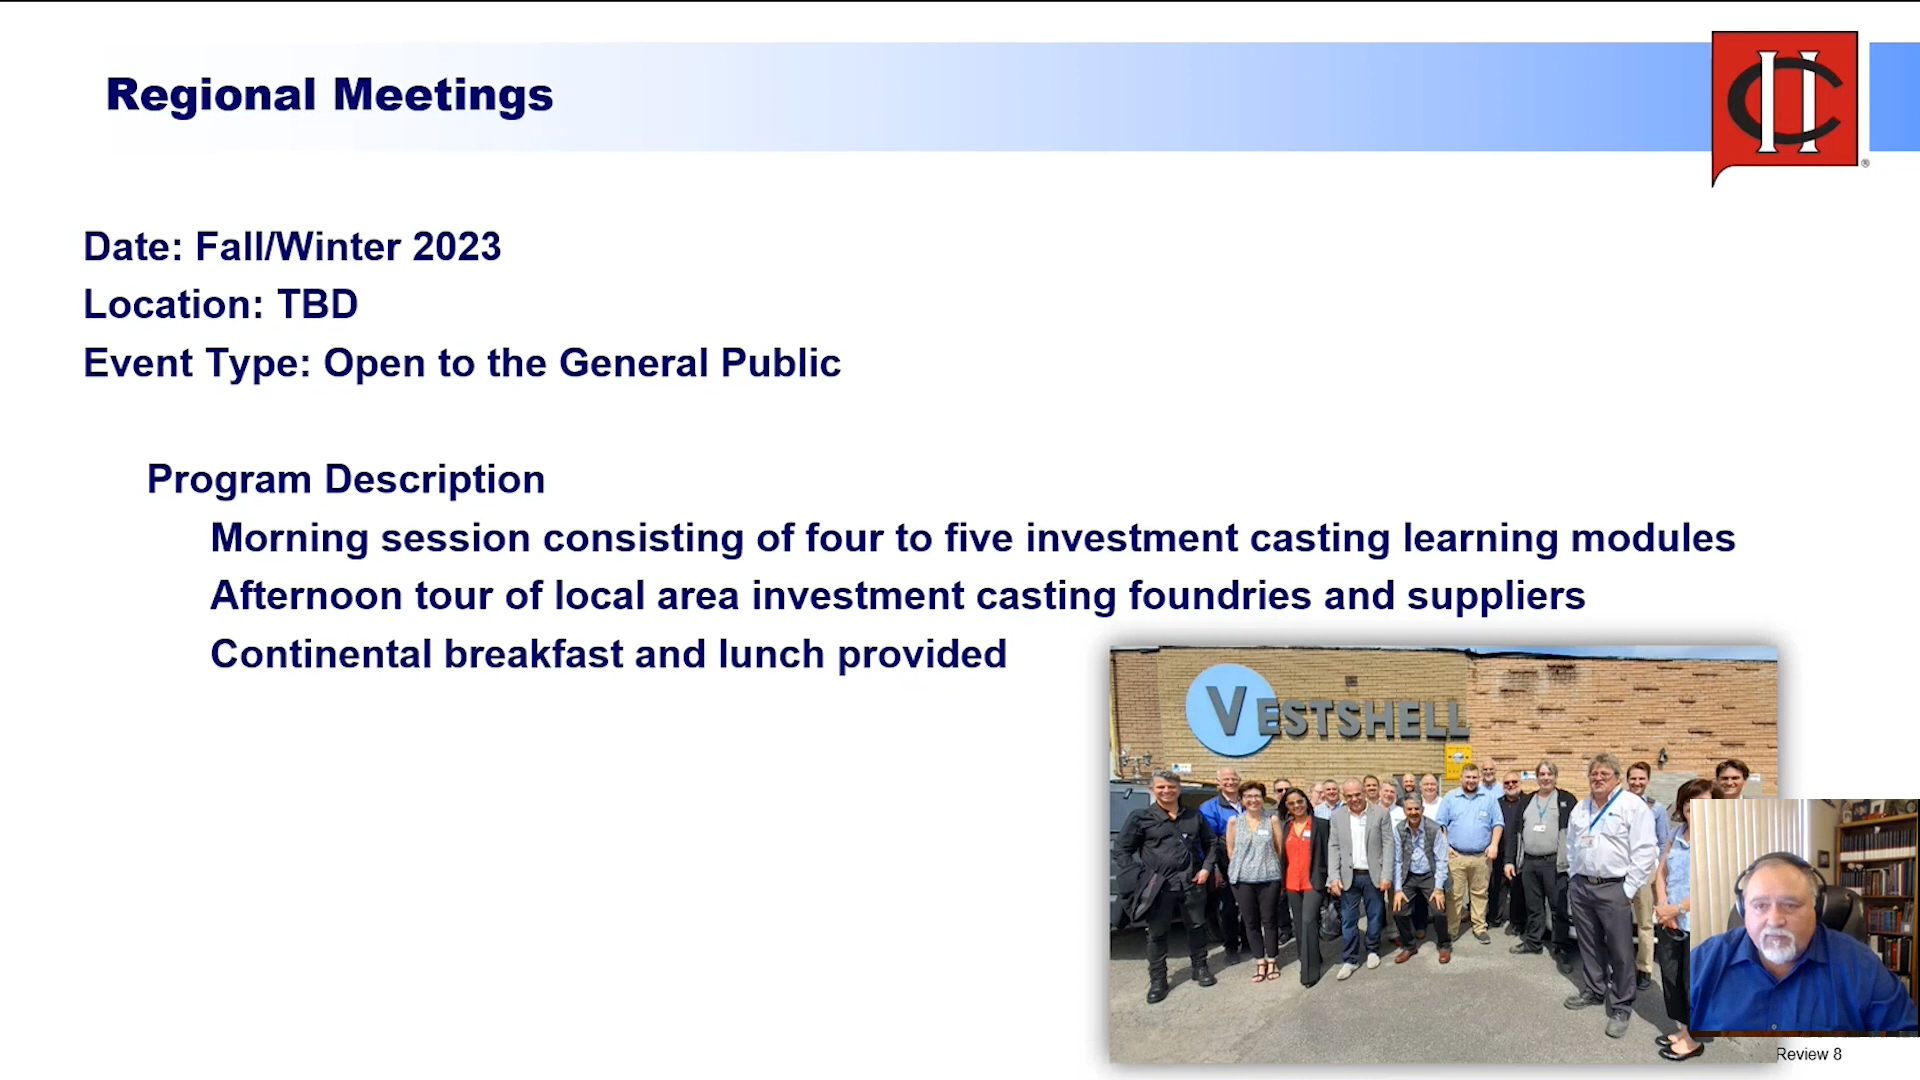 Regional Meetings
Date: Fall/Winter 2023
Location: TBD
Event Type: Open to the General Public
Program Description
Morning session consisting of four to five investment casting learning modules
Afternoon tour of local area investment casting foundries and suppliers
Continental breakfast and lunch provided
VESTSHELL
Review 8